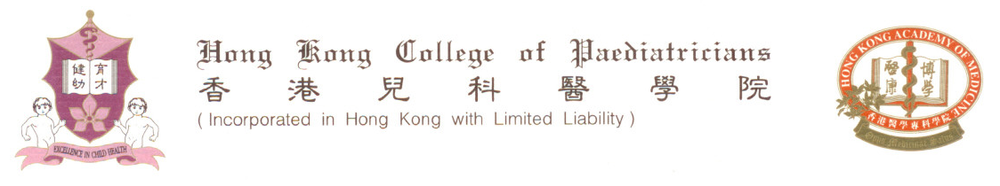 育才
健幼
EXCELLENCE IN CHILD HEALTH
Hong Kong College of Paediatricians
香港兒科醫學院
( Incorporated in Hong Kong with Limited Liability )
HONG KONG ACADEMY OF MEDICINE
博學
醫康
香港醫學專科學院